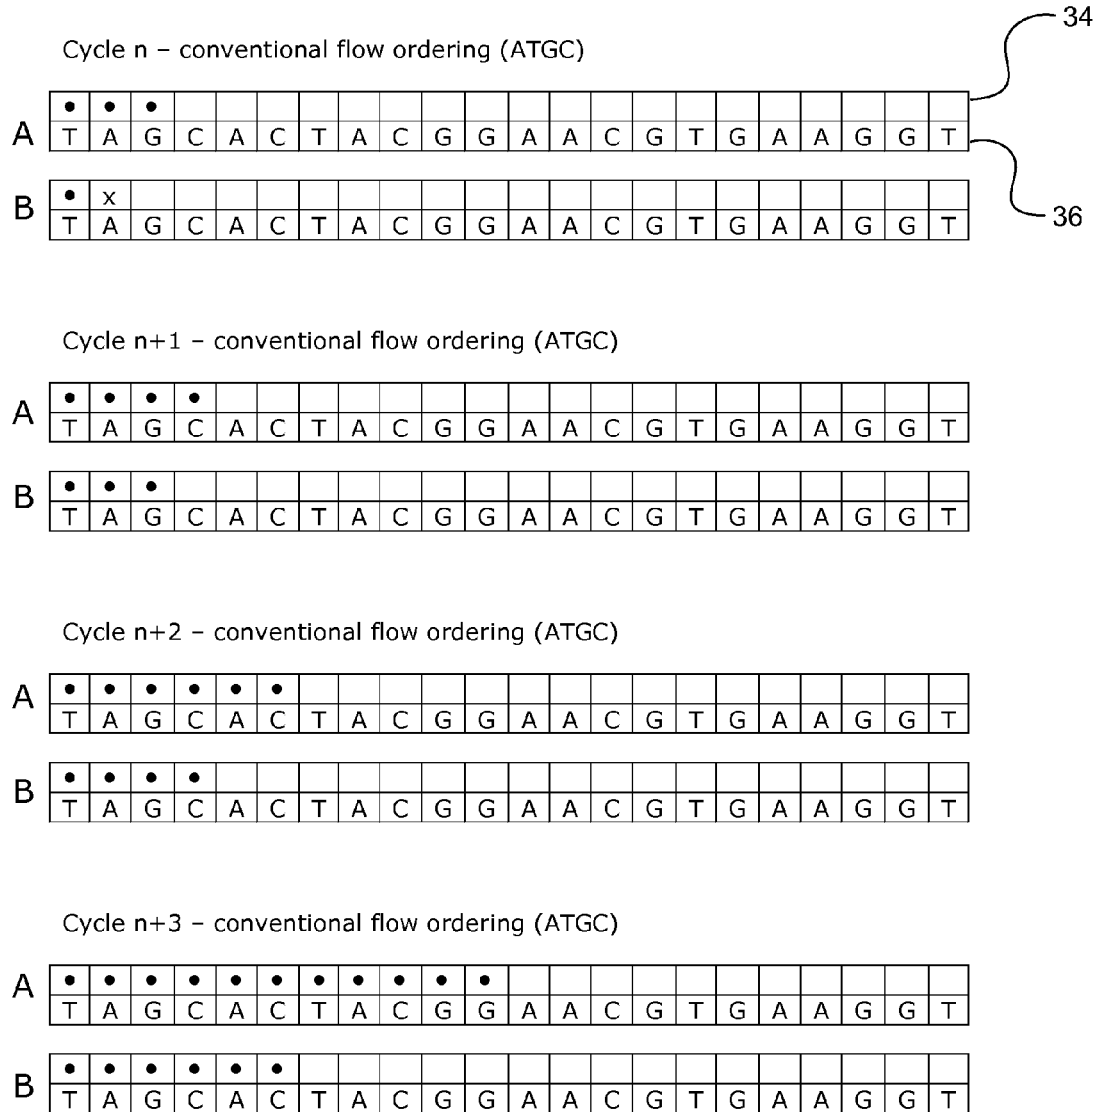 34
Cycle n – conventional flow ordering (ATGC)
A
• • •
T A G C A C T A C G G A A C G T G A A G G T
B
• x
T A G C A C T A C G G A A C G T G A A G G T
36
Cycle n+1 – conventional flow ordering (ATGC)
A
• • • •
T A G C A C T A C G G A A C G T G A A G G T
B
• • •
T A G C A C T A C G G A A C G T G A A G G T
Cycle n+2 – conventional flow ordering (ATGC)
A
• • • • • •
T A G C A C T A C G G A A C G T G A A G G T
B
• • • •
T A G C A C T A C G G A A C G T G A A G G T
Cycle n+3 – conventional flow ordering (ATGC)
A
• • • • • • • • • • •
T A G C A C T A C G G A A C G T G A A G G T
B
• • • • • •
T A G C A C T A C G G A A C G T G A A G G T